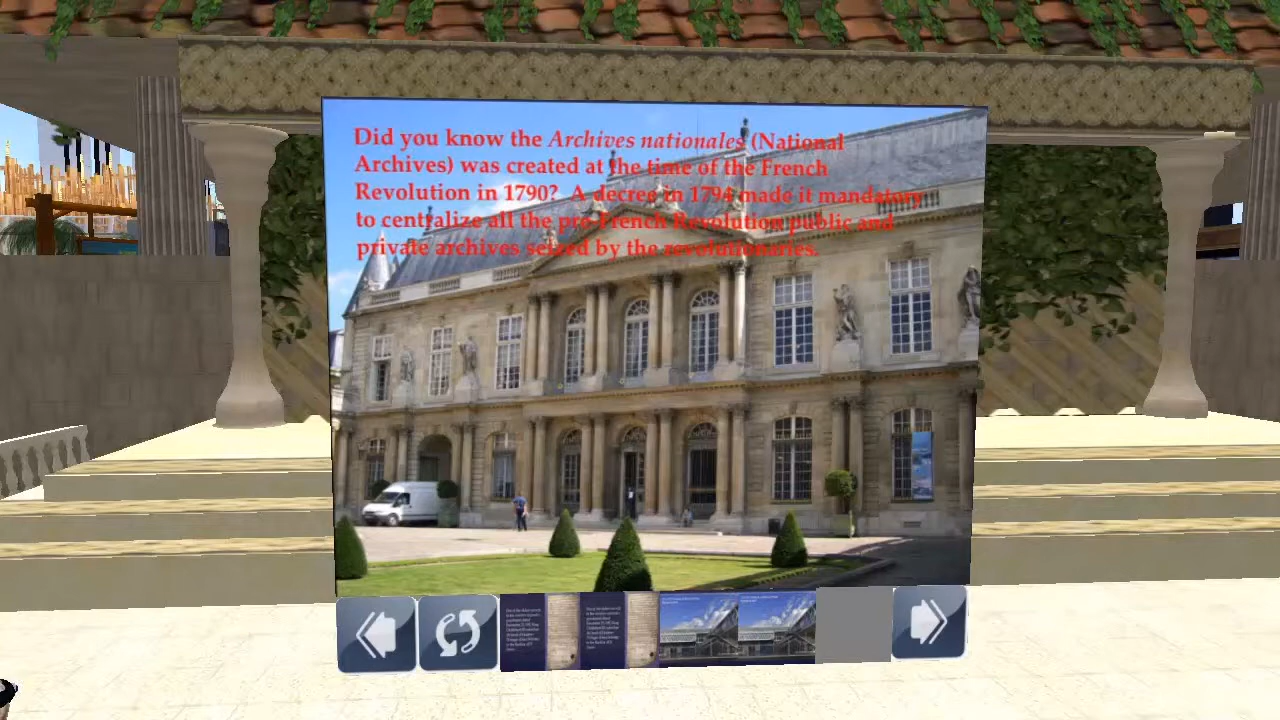 Did you know the Archives nationales (National
Archives) was created at the time of the French
Revolution in 1790? A decree in 1794 made it mandatory
to centralize all the pre-French Revolution public and
private archives seized by the revolutionaries.